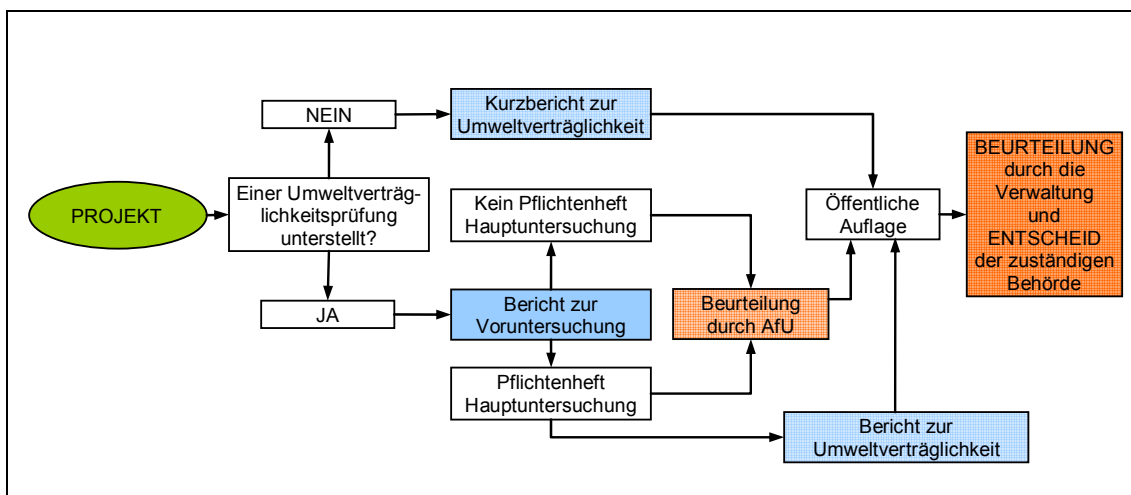 NEIN
Kurzbericht zur
Umweltverträglichkeit
PROJEKT
Einer Umweltverträg-
lichkeitsprüfung
unterstellt?
Kein Pflichtenheft
Hauptuntersuchung
Öffentliche
Auflage
BEURTEILUNG
durch die
Verwaltung
und
ENTSCHEID
der zuständigen
Behörde
JA
Bericht zur
Voruntersuchung
Beurteilung
durch AfU
Pflichtenheft
Hauptuntersuchung
Bericht zur
Umweltverträglichkeit